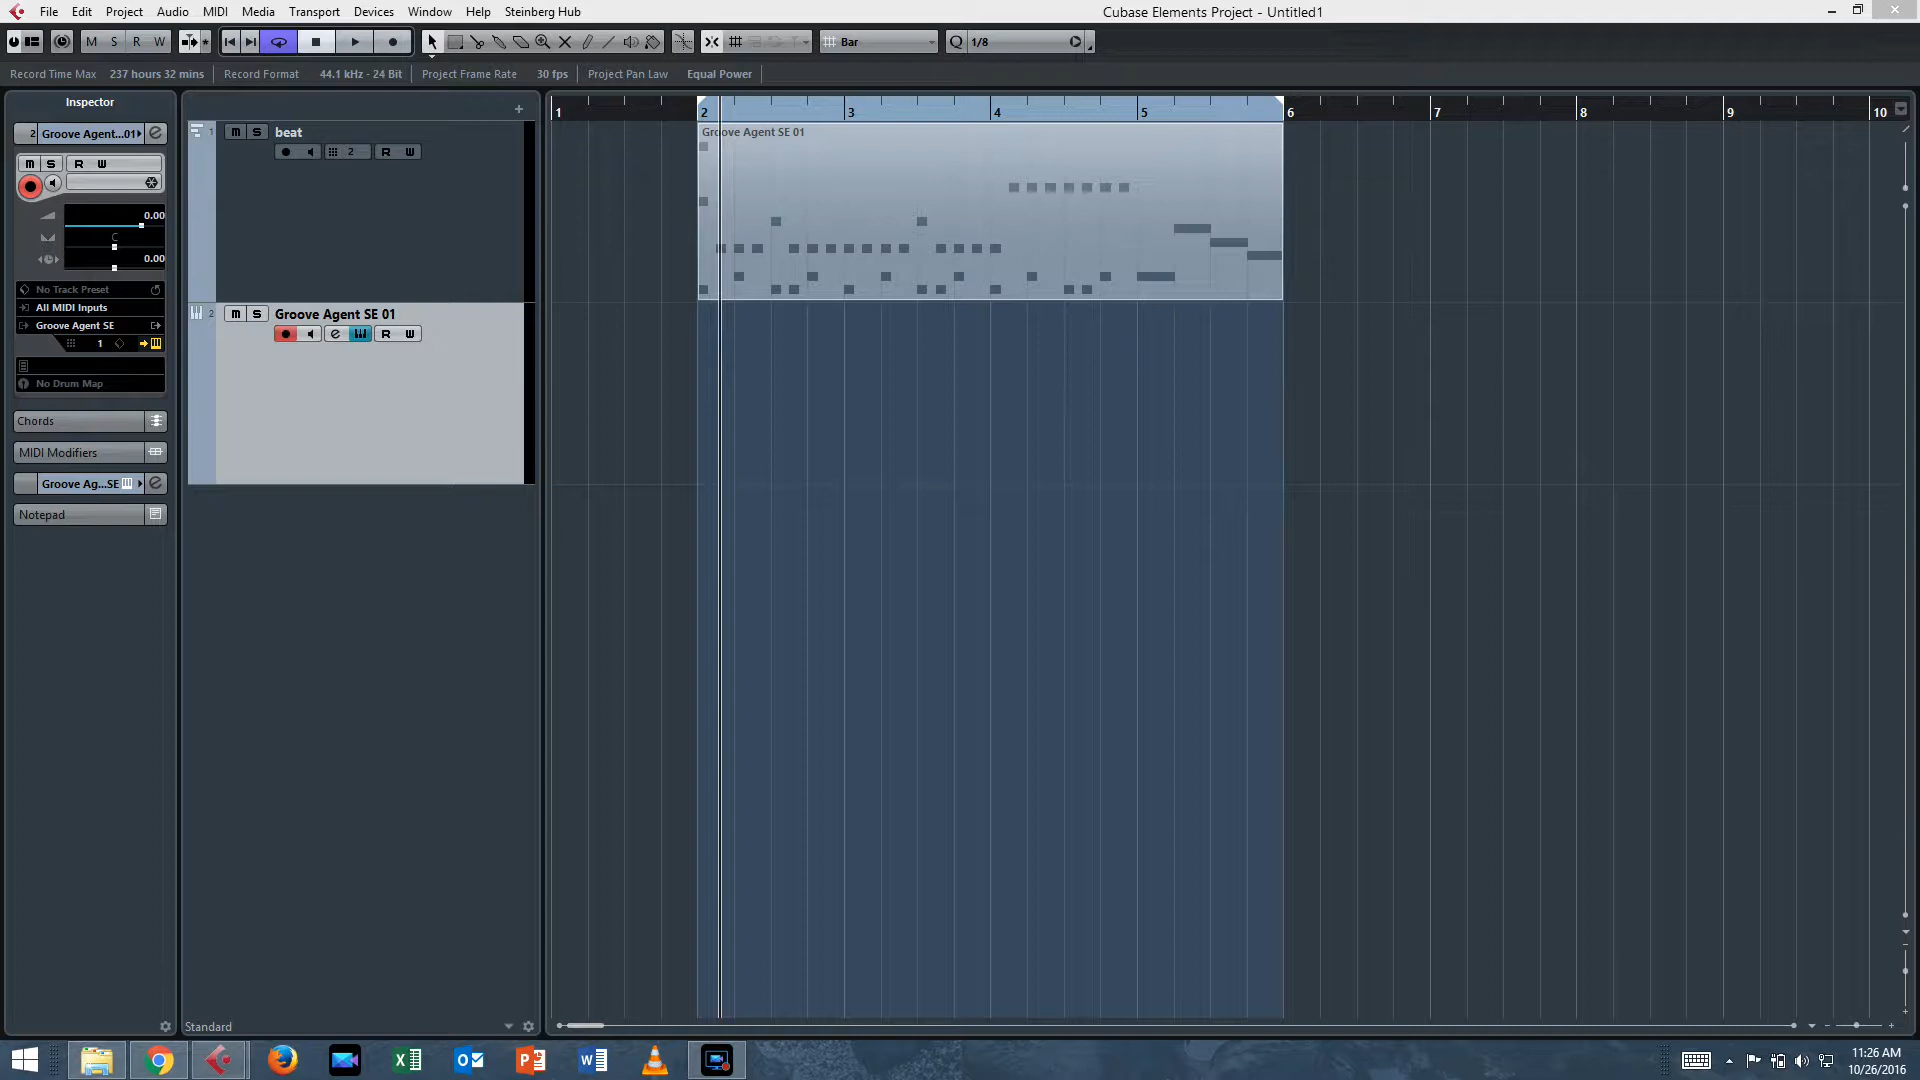 File Edit Project Audio MIDI Media Transport Devices Window Help Steinberg Hub Cubase Elements Project - Untitled1
M S R W Bar Q 1/8
Record Time Max 237 hours 32 mins Record Format 44.1 kHz - 24 Bit Project Frame Rate 30 fps Project Pan Law Equal Power
Inspector
1 2 3 4 5 6 7 8 9 10
2 Groove Agent...01 e
1 m s beat
2 R W
Groove Agent SE 01
m s R W
0.00
C
0.00
No Track Preset
All MIDI Inputs
Groove Agent SE
1
No Drum Map
2 m s Groove Agent SE 01
e R W
Chords
MIDI Modifiers
Groove Ag...SE e
Notepad
Standard
11:26 AM
10/26/2016